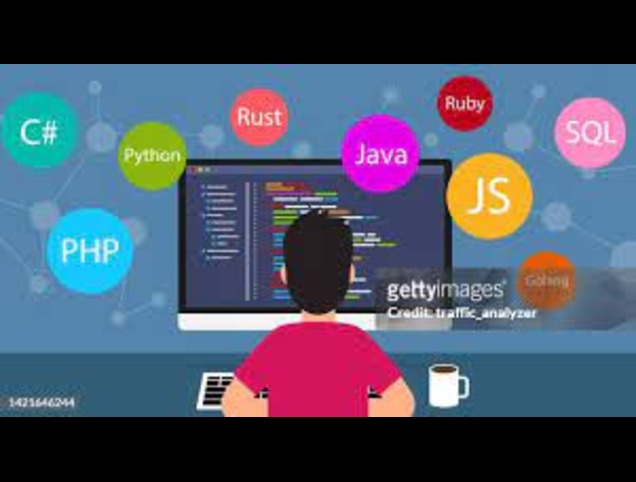 C#
Python
Rust
Java
Ruby
SQL
JS
PHP
Golang
gettyimages®
Credit: traffic_analyzer
1421646244